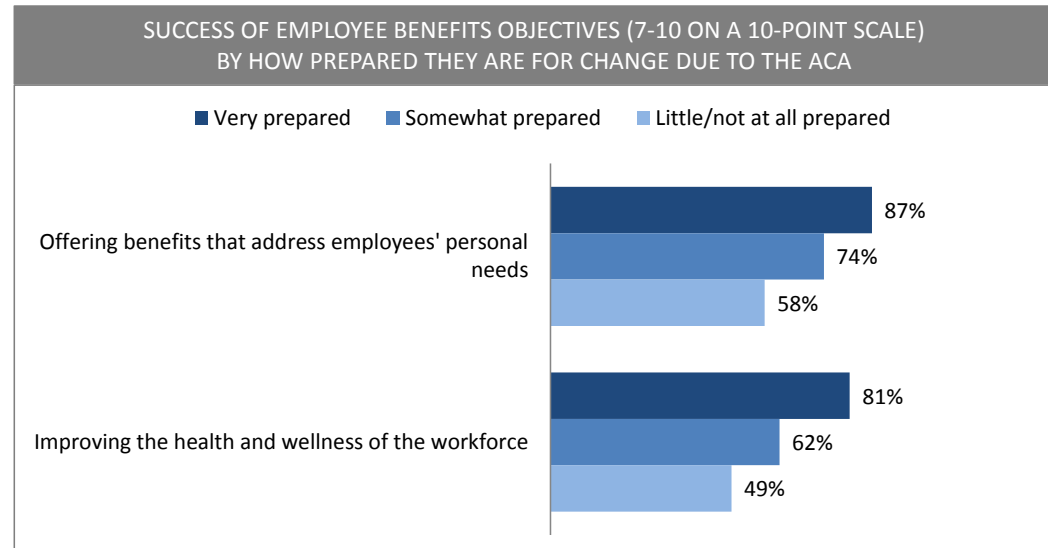 SUCCESS OF EMPLOYEE BENEFITS OBJECTIVES (7-10 ON A 10-POINT SCALE)
BY HOW PREPARED THEY ARE FOR CHANGE DUE TO THE ACA
Very prepared Somewhat prepared Little/not at all prepared
Offering benefits that address employees' personal
needs
87%
74%
58%
Improving the health and wellness of the workforce
81%
62%
49%